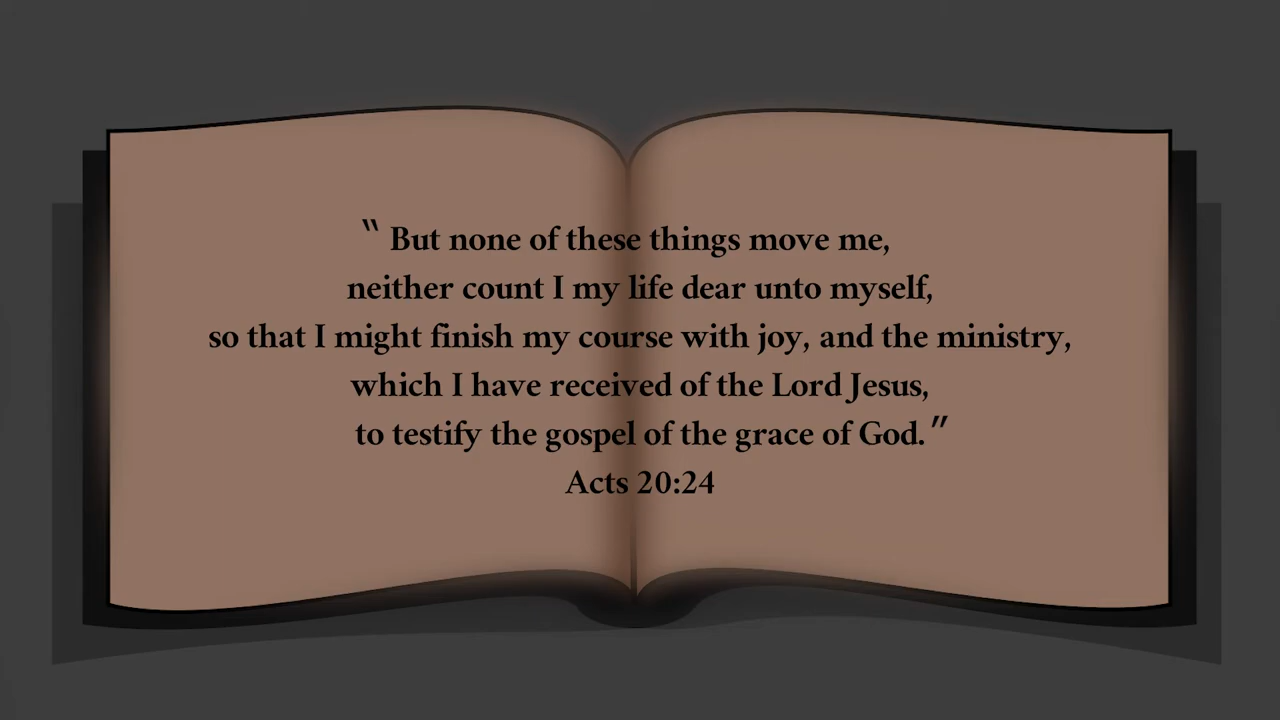 “ But none of these things move me,
neither count I my life dear unto myself,
so that I might finish my course with joy, and the ministry,
which I have received of the Lord Jesus,
to testify the gospel of the grace of God.”
Acts 20:24